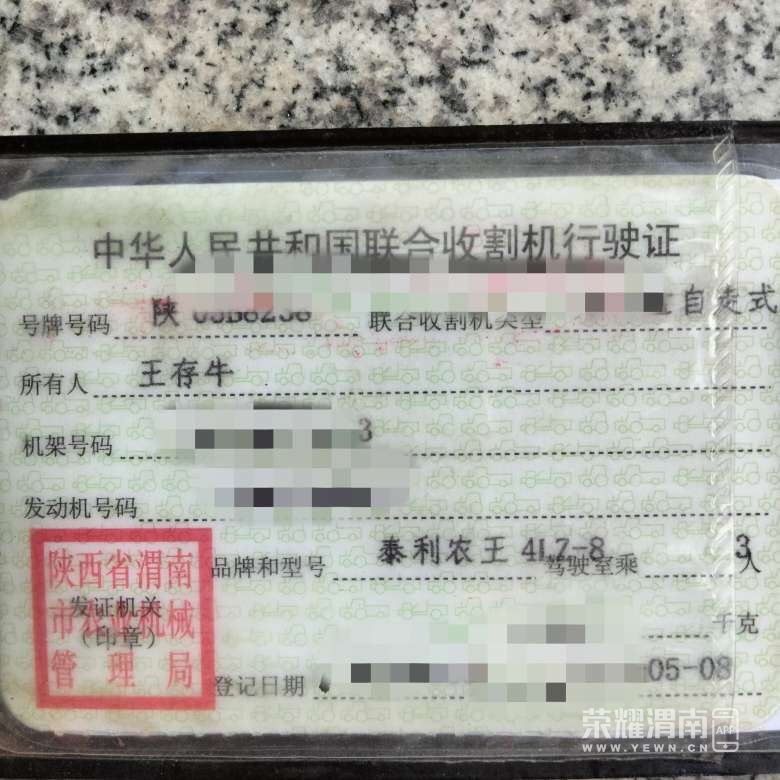 中华人民共和国联合收割机行驶证
号牌号码 陕 联合收割机类型 自走式
所有人 王存牛
机架号码 3
发动机号码
品牌和型号 泰利农王 4LZ-8 驾驶室乘 3人
陕西省渭南
市农业机械
管理局
发证机关
(印章)
千克
登记日期 05-08
荣耀渭南 APP
WWW.YEWN.CN